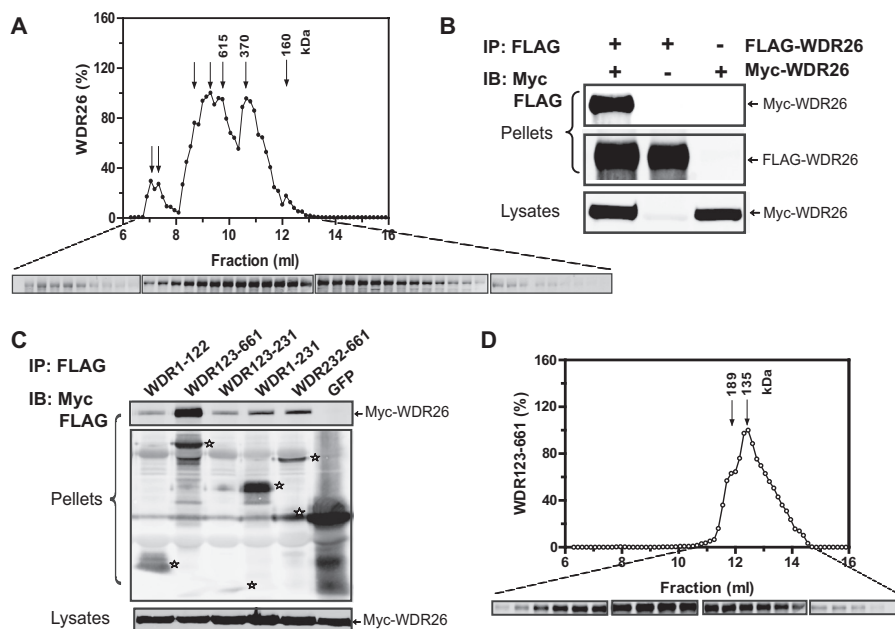 A
615
370
160
kDa
WDR26 (%)
160
120
80
40
0
6 8 10 12 14 16
Fraction (ml)
B
IP: FLAG + + - FLAG-WDR26
IB: Myc + - + Myc-WDR26
FLAG
Pellets
Myc-WDR26
FLAG-WDR26
Lysates
Myc-WDR26
C
IP: FLAG
WDR1-122
WDR123-661
WDR123-231
WDR1-231
WDR232-661
GFP
IB: Myc
FLAG
Myc-WDR26
Pellets
Lysates
Myc-WDR26
D
189
135
kDa
WDR123-661 (%)
160
120
80
40
0
6 8 10 12 14 16
Fraction (ml)